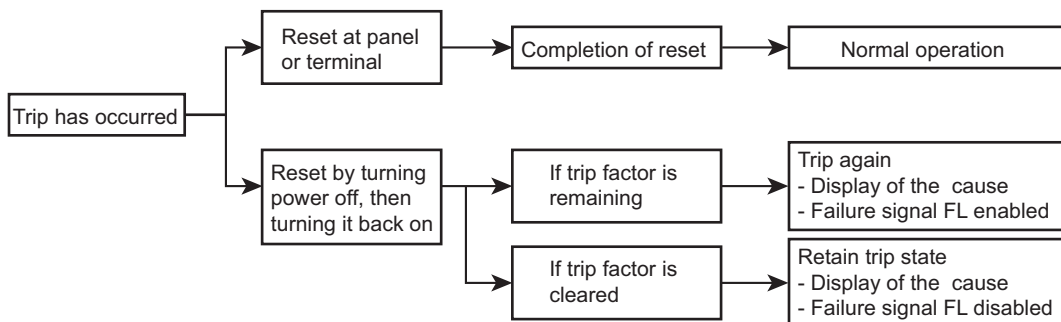 Trip has occurred
Reset at panel
or terminal
Completion of reset
Normal operation
Reset by turning
power off, then
turning it back on
If trip factor is
remaining
Trip again
- Display of the cause
- Failure signal FL enabled
If trip factor is
cleared
Retain trip state
- Display of the cause
- Failure signal FL disabled